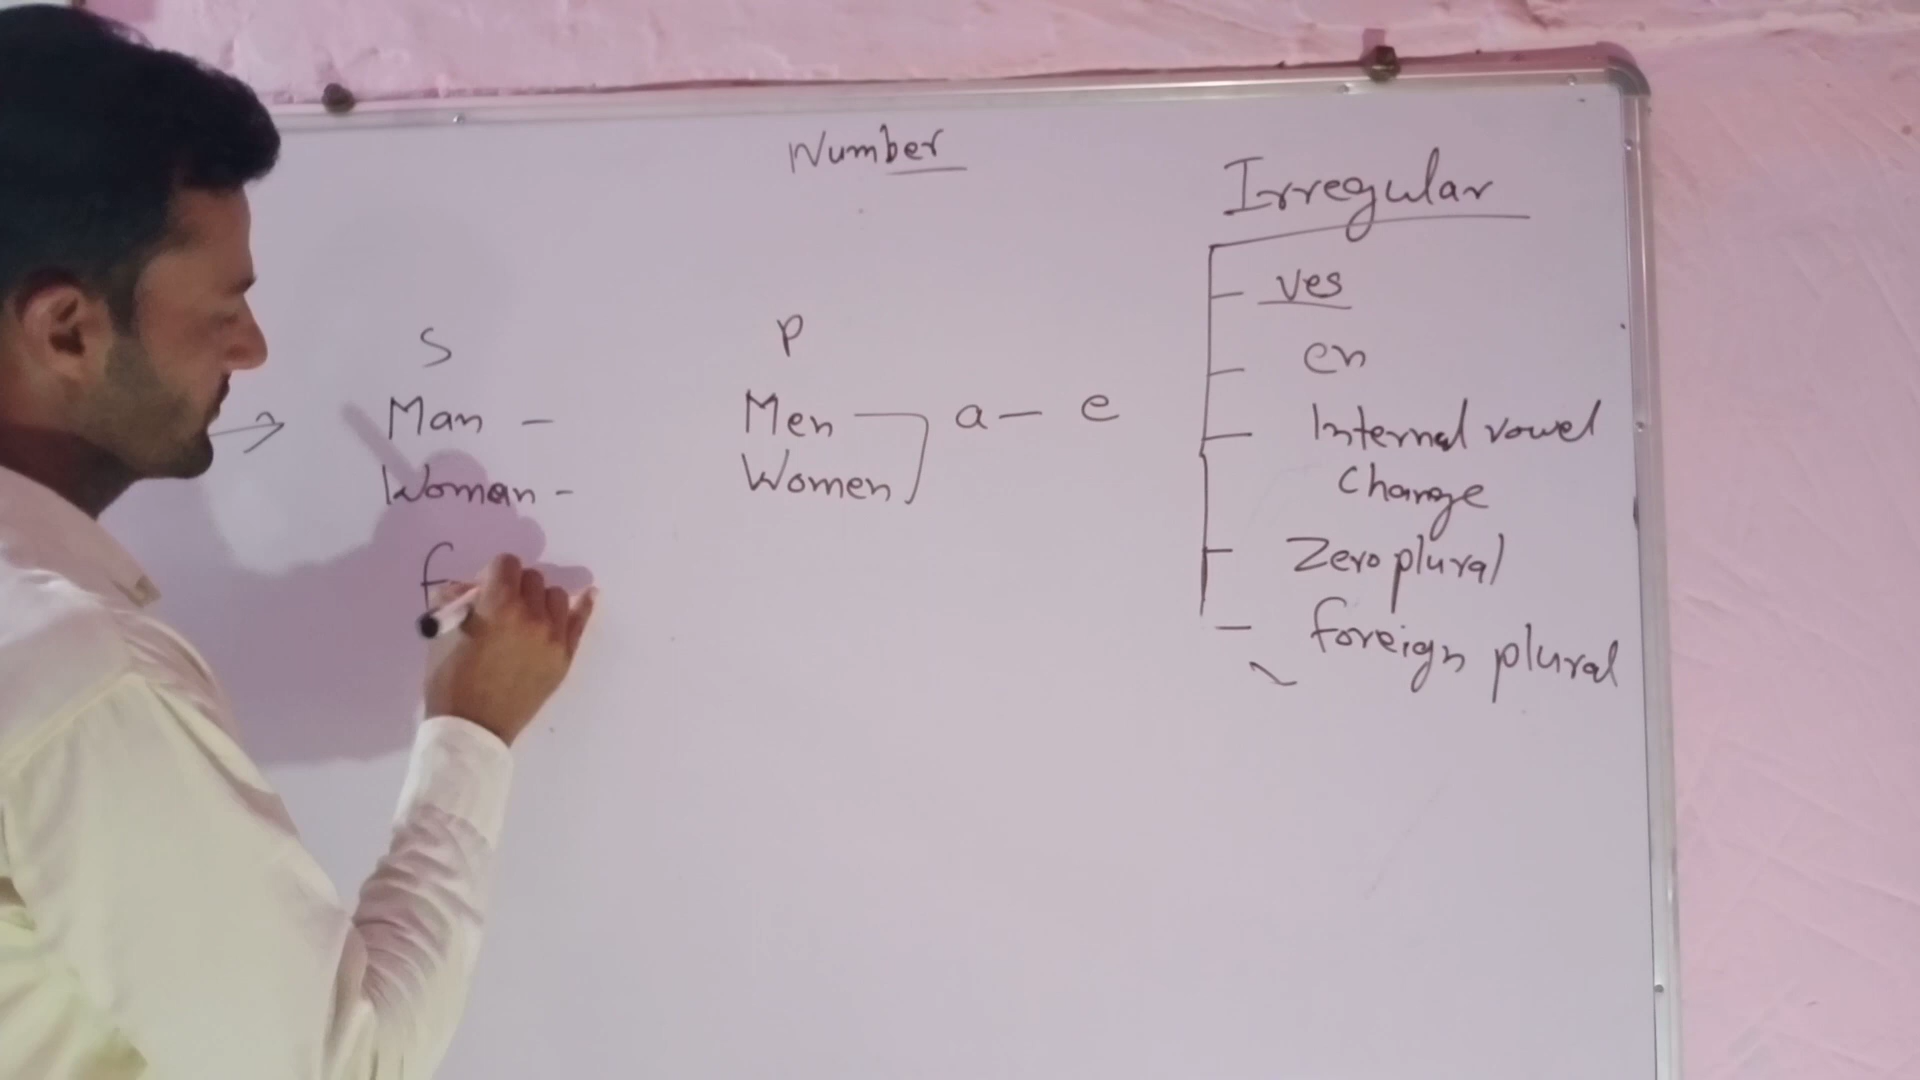 Number
S P
Man – Men — a – e
Woman – Women
f
Irregular
– ves
– en
– Internal vowel
Change
– Zero plural
– foreign plural